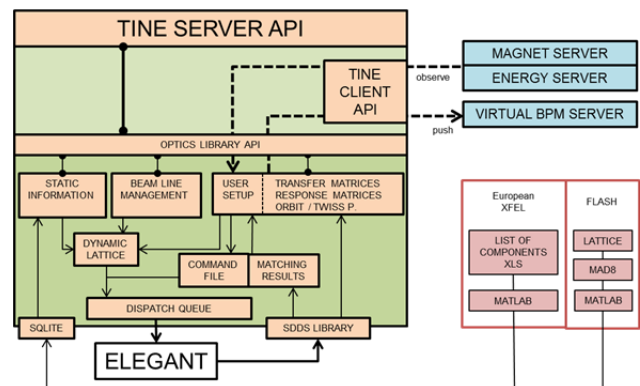 TINE SERVER API
TINE
CLIENT
API
observe
push
MAGNET SERVER
ENERGY SERVER
VIRTUAL BPM SERVER
OPTICS LIBRARY API
STATIC
INFORMATION
BEAM LINE
MANAGEMENT
USER
SETUP
TRANSFER MATRICES
RESPONSE MATRICES
ORBIT / TWISS P.
DYNAMIC
LATTICE
COMMAND
FILE
MATCHING
RESULTS
DISPATCH QUEUE
SQLITE
SDDS LIBRARY
ELEGANT
European
XFEL
LIST OF
COMPONENTS
XLS
MATLAB
FLASH
LATTICE
MAD8
MATLAB